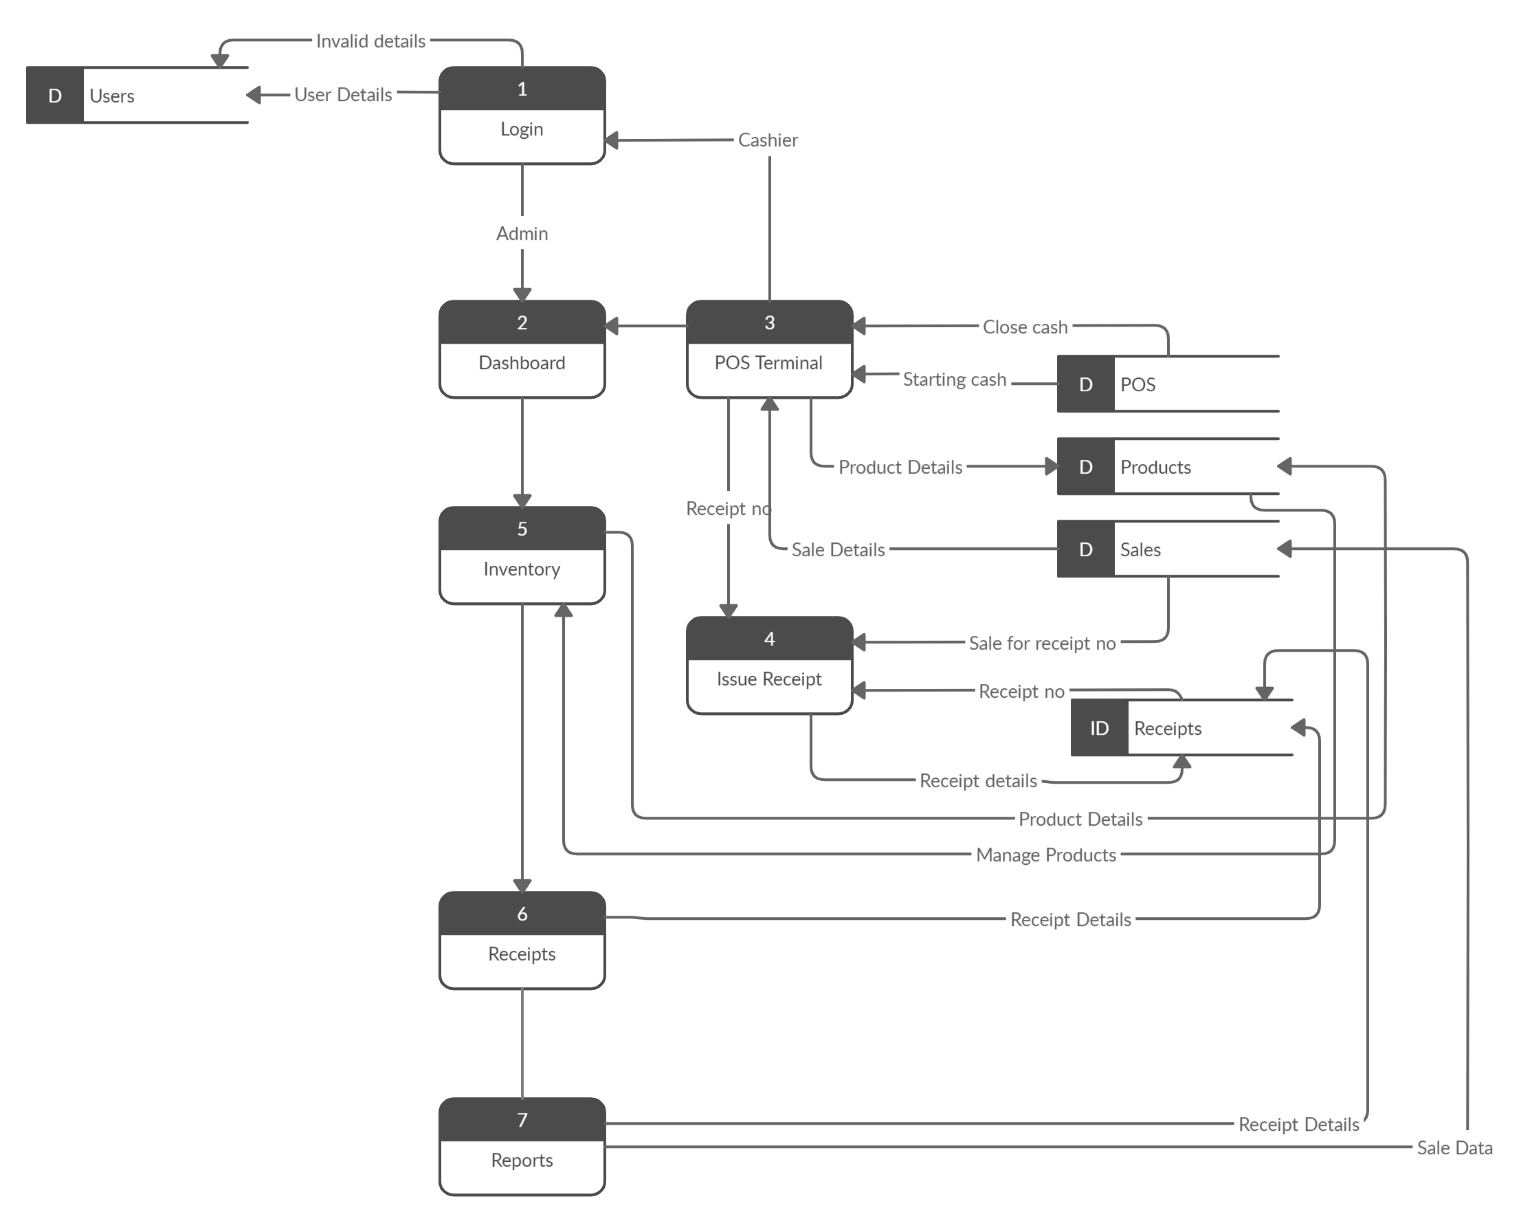 Invalid details
D Users
User Details
1
Login
Cashier
Admin
2
Dashboard
3
POS Terminal
Close cash
Starting cash
D POS
Product Details
D Products
Receipt no
5
Inventory
Sale Details
D Sales
4
Issue Receipt
Sale for receipt no
Receipt no
ID Receipts
Receipt details
Product Details
Manage Products
6
Receipts
Receipt Details
7
Reports
Receipt Details
Sale Data